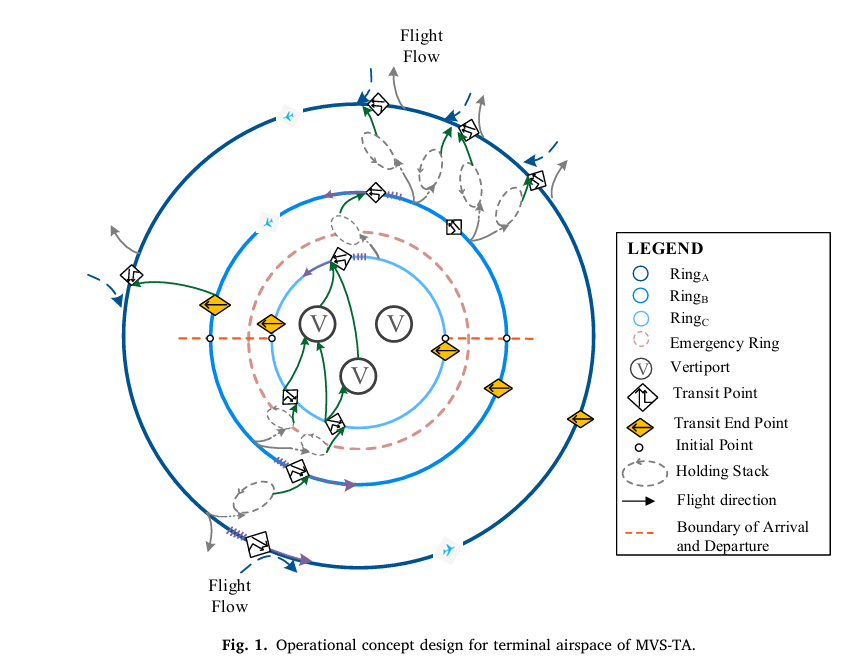 Flight
Flow
V
V
V
Flight
Flow
LEGEND
RingA
RingB
RingC
Emergency Ring
V Vertiport
Transit Point
Transit End Point
Initial Point
Holding Stack
Flight direction
Boundary of Arrival
and Departure
Fig. 1. Operational concept design for terminal airspace of MVS-TA.